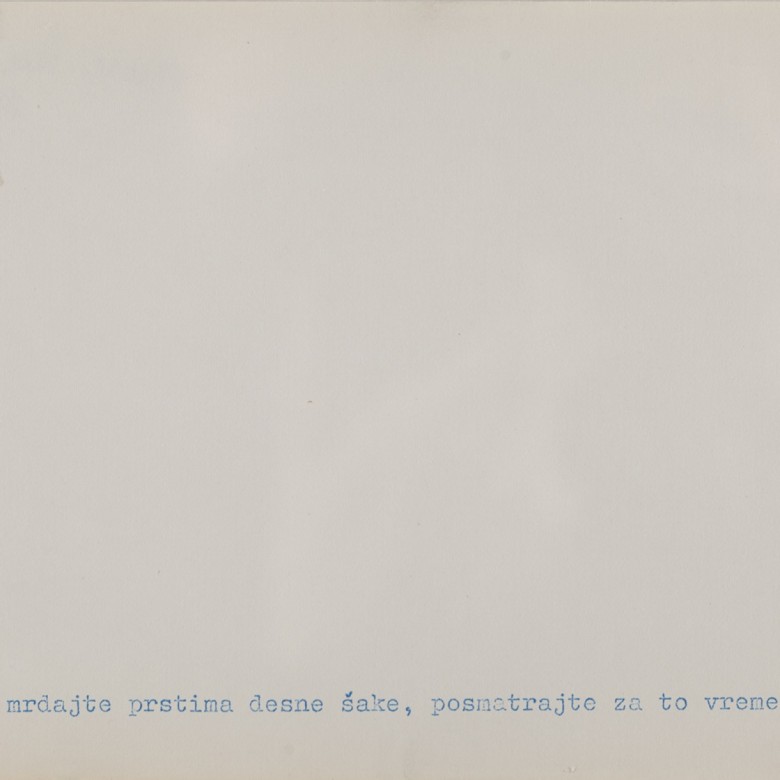 mrdajte prstima desne šake, posmatrajte za to vreme